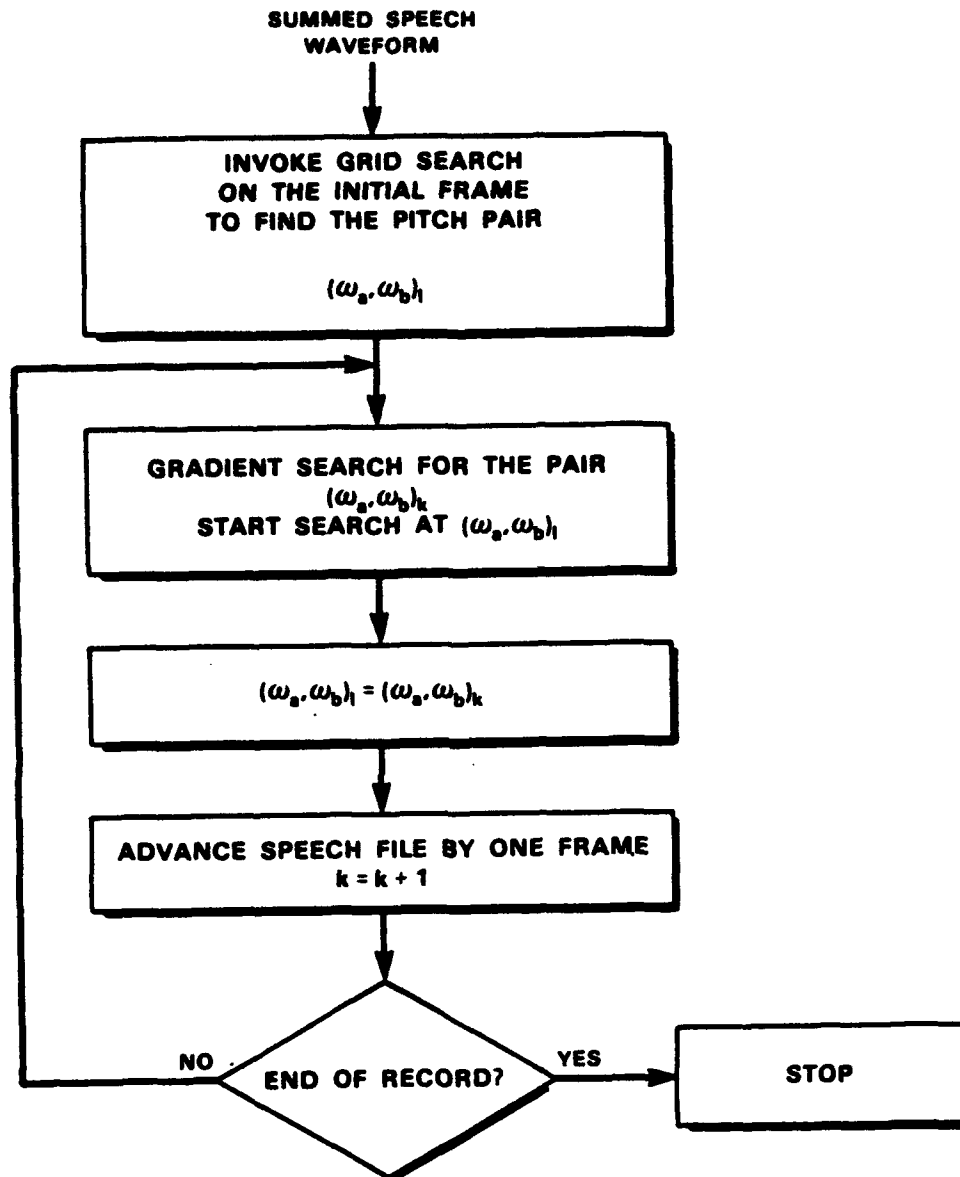 SUMMED SPEECH
WAVEFORM
INVOKE GRID SEARCH
ON THE INITIAL FRAME
TO FIND THE PITCH PAIR
(ωa,ωb)I
GRADIENT SEARCH FOR THE PAIR
(ωa,ωb)k
START SEARCH AT (ωa,ωb)I
(ωa,ωb)I = (ωa,ωb)k
ADVANCE SPEECH FILE BY ONE FRAME.
k = k + 1
NO
END OF RECORD?
YES
STOP